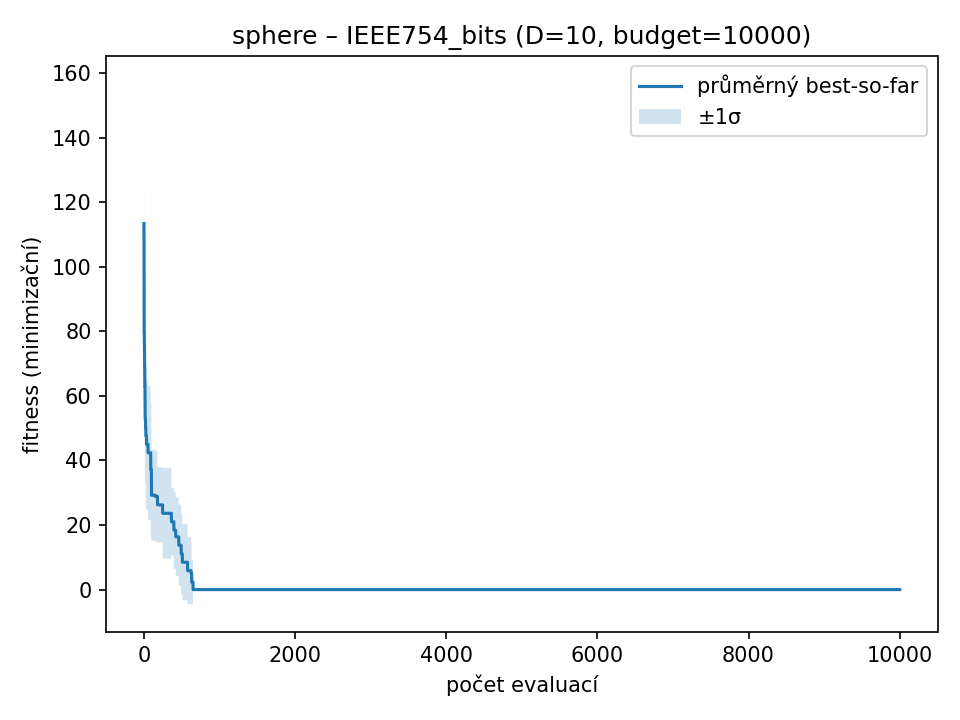 sphere – IEEE754_bits (D=10, budget=10000)
průměrný best-so-far
±1σ
160
140
120
100
80
60
40
20
0
fitness (minimizační)
0 2000 4000 6000 8000 10000
počet evaluací